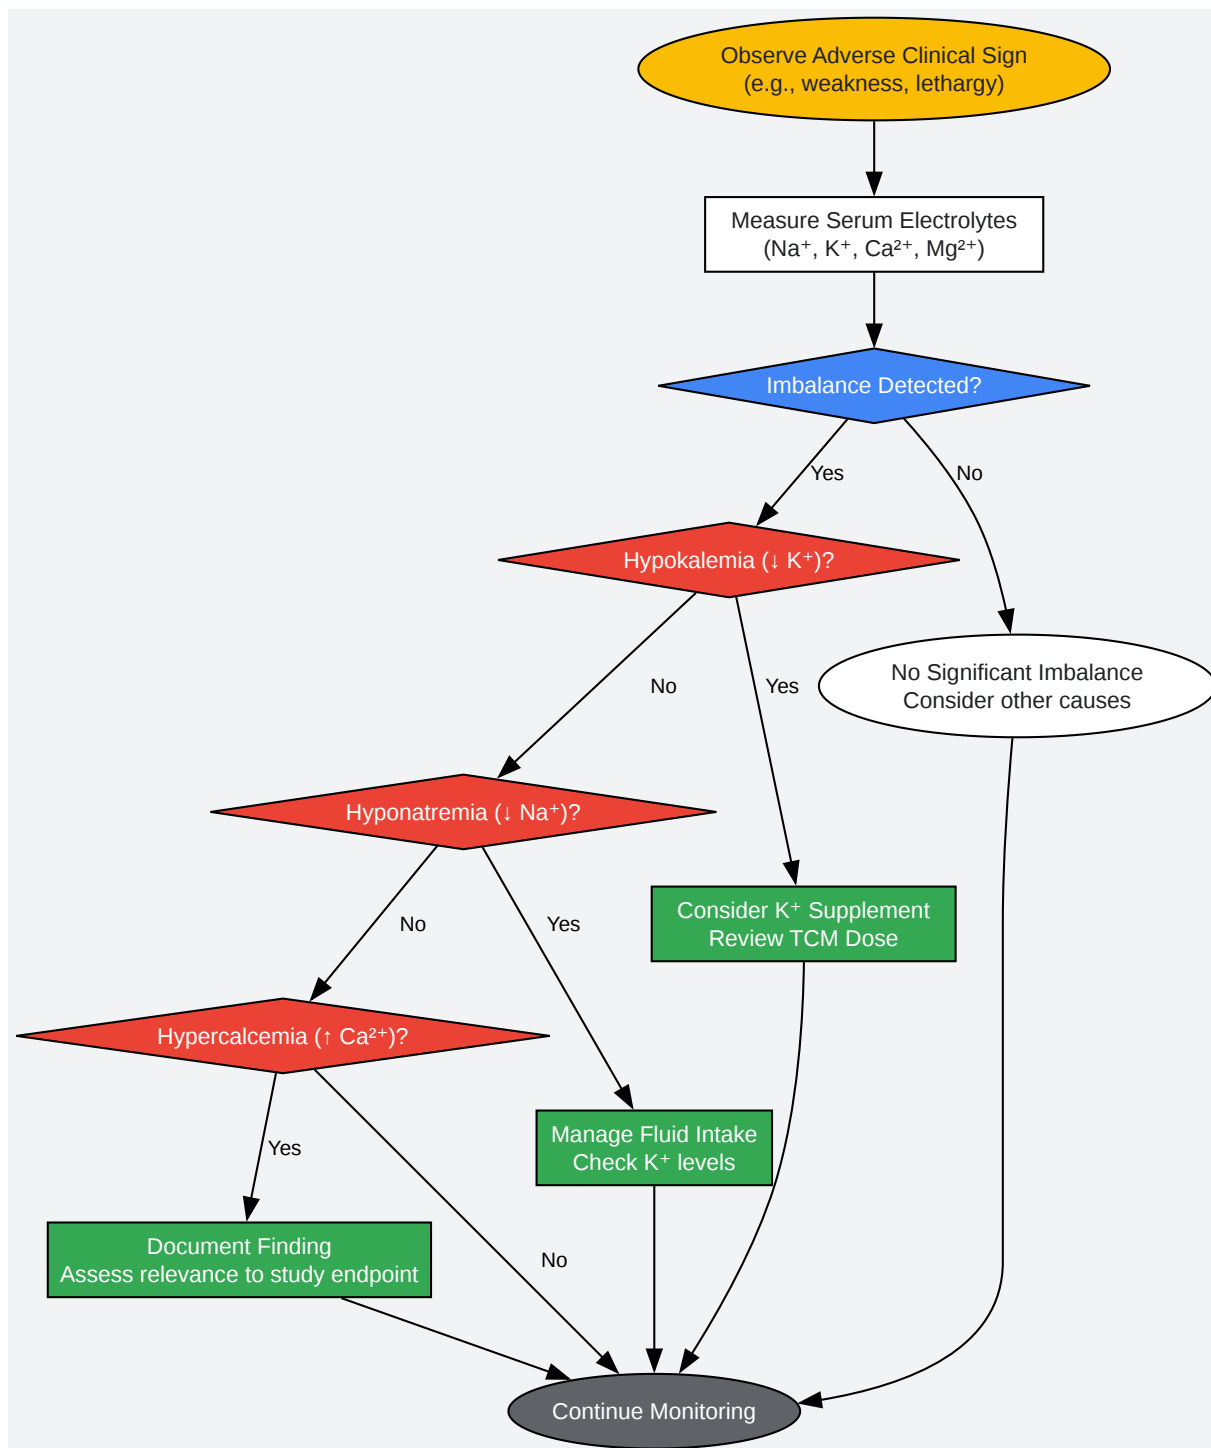 Observe Adverse Clinical Sign
(e.g., weakness, lethargy)
Measure Serum Electrolytes
(Na⁺, K⁺, Ca²⁺, Mg²⁺)
Imbalance Detected?
Yes
No
Hypokalemia (↓ K⁺)?
No
Yes
No Significant Imbalance
Consider other causes
Hyponatremia (↓ Na⁺)?
No
Yes
Consider K⁺ Supplement
Review TCM Dose
Hypercalcemia (↑ Ca²⁺)?
Yes
Manage Fluid Intake
Check K⁺ levels
Document Finding
Assess relevance to study endpoint
No
Continue Monitoring